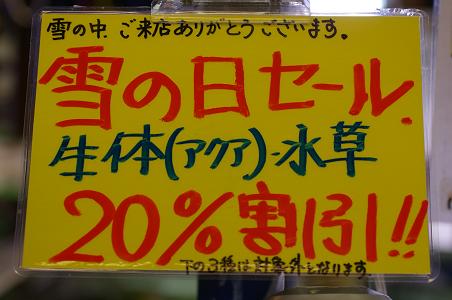 雪の中、ご来店ありがとうございます。
雪の日セール.
生体(アクア)・水草
20%割引!!
下の3種は対象外となります